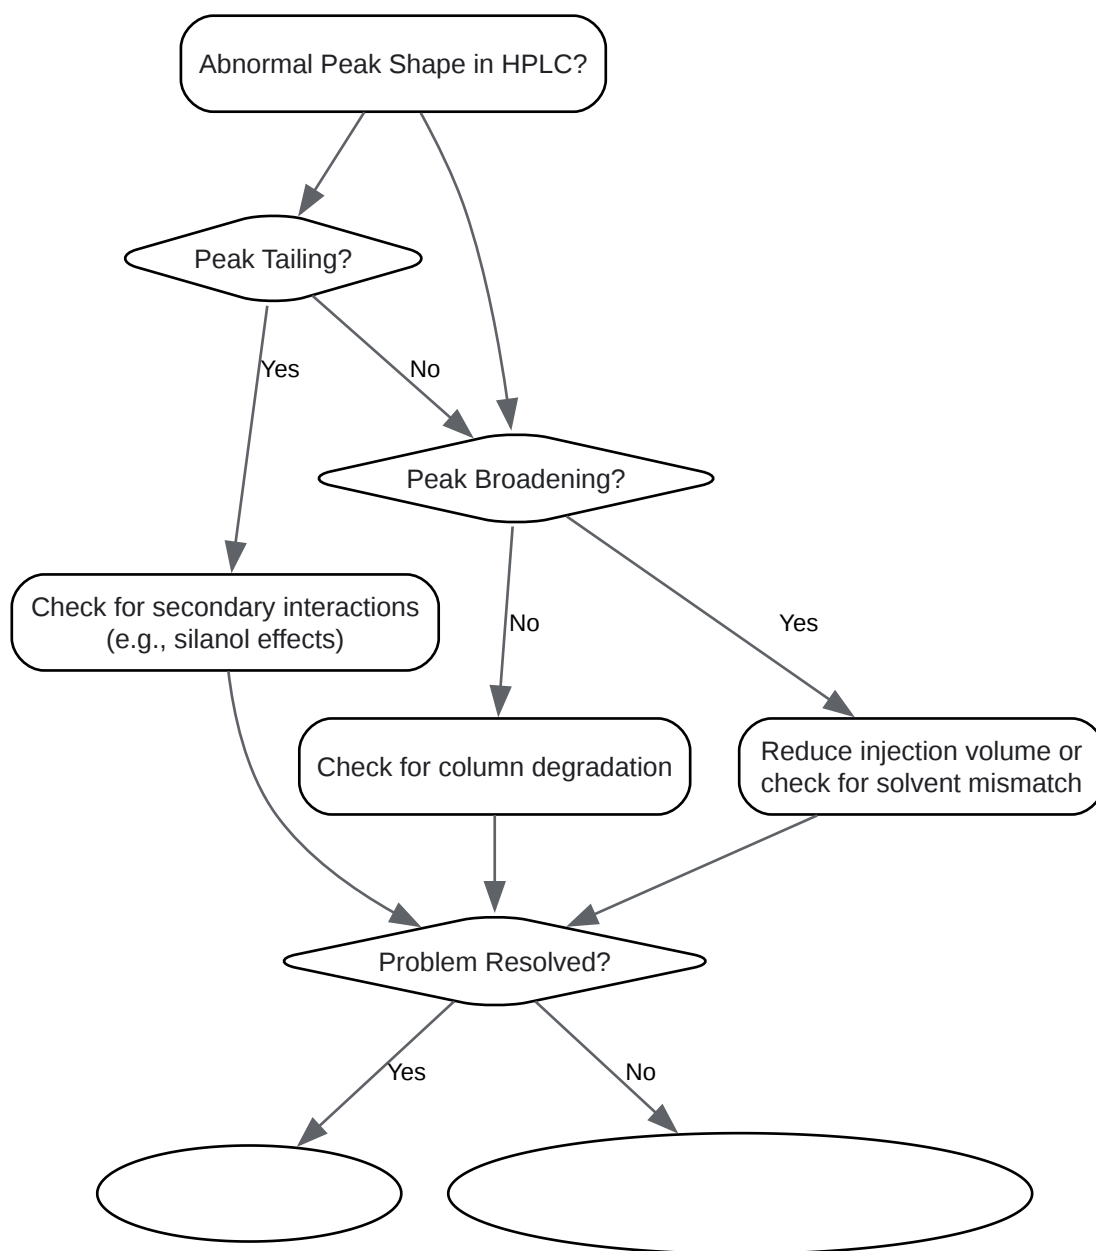 Abnormal Peak Shape in HPLC?
Peak Tailing?
Yes
No
Peak Broadening?
Check for secondary interactions
(e.g., silanol effects)
No
Yes
Check for column degradation
Reduce injection volume or
check for solvent mismatch
Problem Resolved?
Yes
No